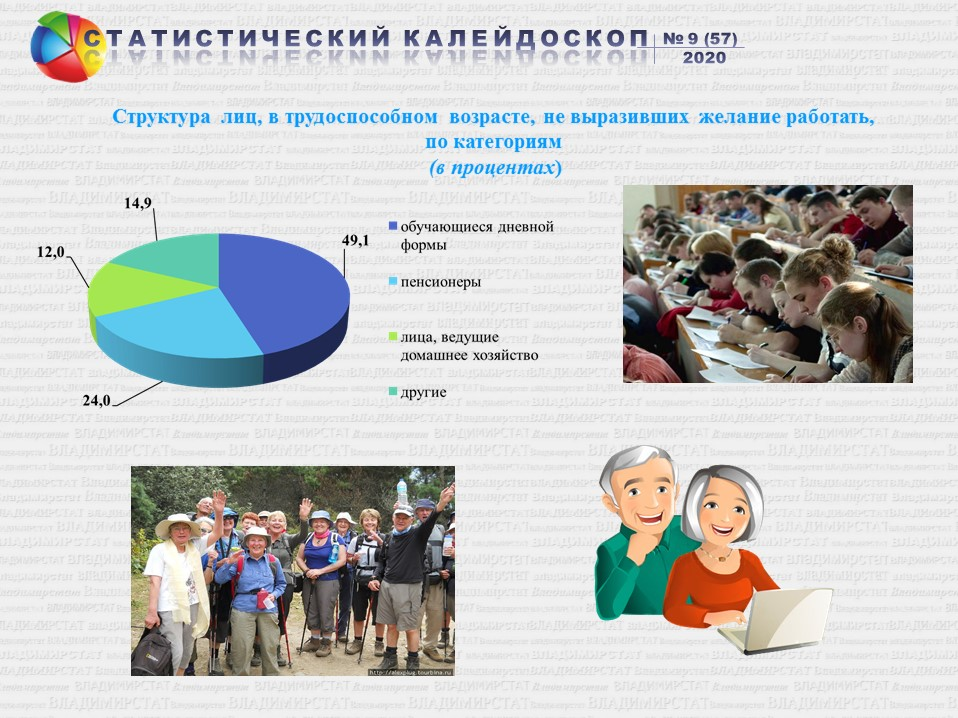 СТАТИСТИЧЕСКИЙ КАЛЕЙДОСКОП № 9 (57)
2020
Структура лиц, в трудоспособном возрасте, не выразивших желание работать,
по категориям
(в процентах)
14,9
12,0
49,1
24,0
обучающиеся дневной
формы
пенсионеры
лица, ведущие
домашнее хозяйство
другие